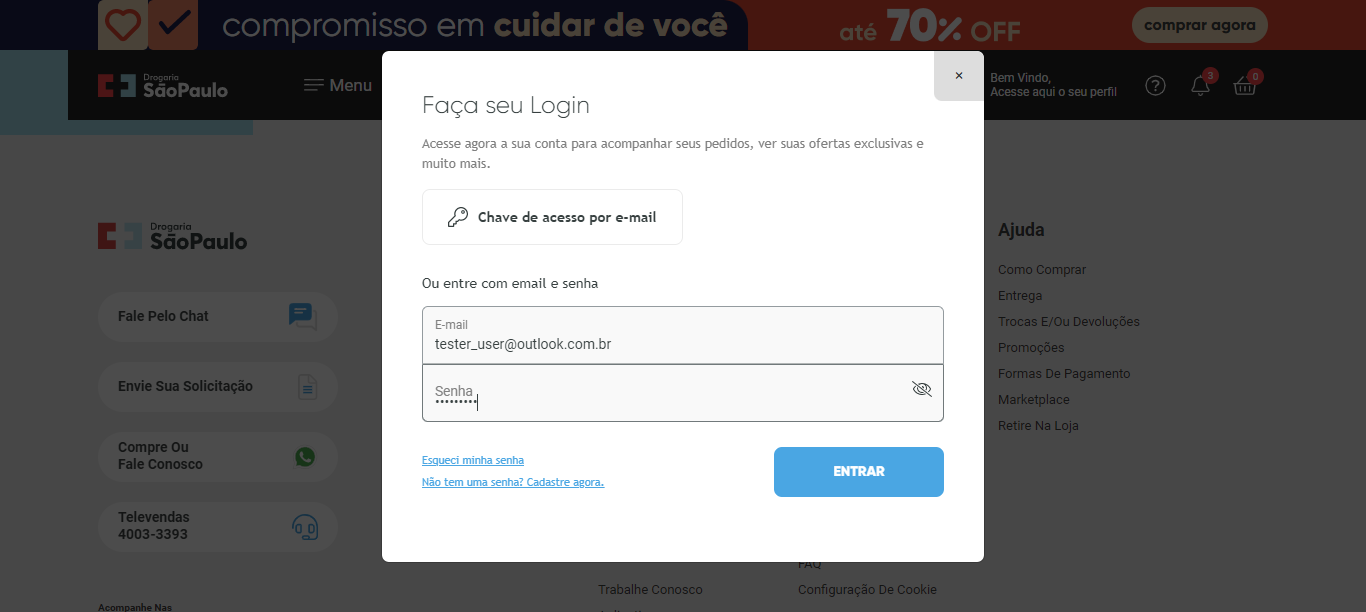 compromisso em cuidar de você
até 70% OFF
comprar agora
Drogaria
SãoPaulo
Menu
×
Bem Vindo,
Acesse aqui o seu perfil
?
3
0
Faça seu Login
Acesse agora a sua conta para acompanhar seus pedidos, ver suas ofertas exclusivas e
muito mais.
Chave de acesso por e-mail
Ou entre com email e senha
E-mail
tester_user@outlook.com.br
Senha
•••••••••
Esqueci minha senha
Não tem uma senha? Cadastre agora.
ENTRAR
Drogaria
SãoPaulo
Fale Pelo Chat
Envie Sua Solicitação
Compre Ou
Fale Conosco
Televendas
4003-3393
Acompanhe Nas
Trabalhe Conosco
FAQ
Configuração De Cookie
Ajuda
Como Comprar
Entrega
Trocas E/Ou Devoluções
Promoções
Formas De Pagamento
Marketplace
Retire Na Loja